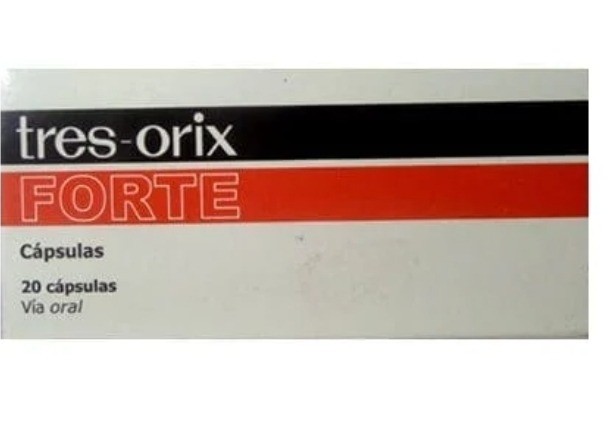 tres-orix
FORTE
Cápsulas
20 cápsulas
Vía oral